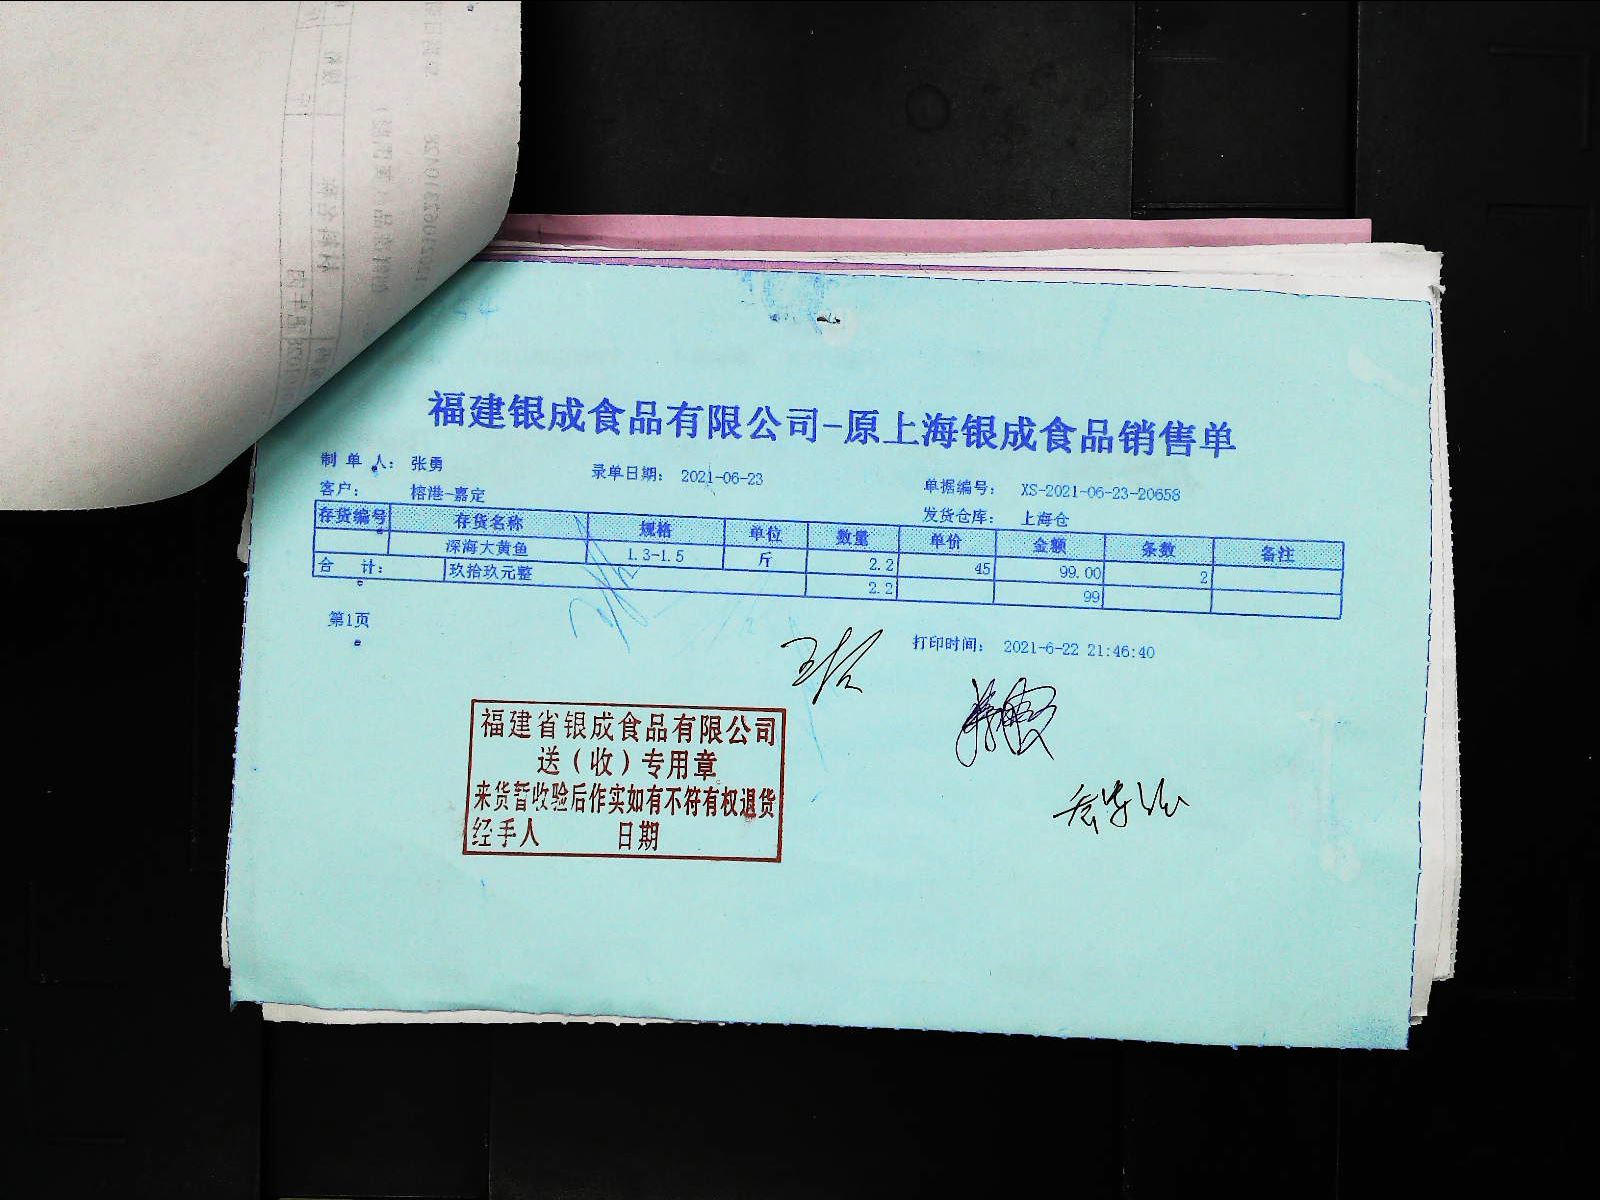 福建银成食品有限公司-原上海银成食品销售单
制单人： 张勇 录单日期： 2021-06-23 单据编号： XS-2021-06-23-20658
客户： 榕港-嘉定 发货仓库： 上海仓
存货编号 存货名称 规格 单位 数量 单价 金额 条数 备注
深海大黄鱼 1.3-1.5 斤 2.2 45 99.00 2
合 计： 玖拾玖元整 2.2 99
第1页 打印时间： 2021-6-22 21:46:40
福建省银成食品有限公司
送（收）专用章
来货暂收验后作实如有不符有权退货
经手人 日期